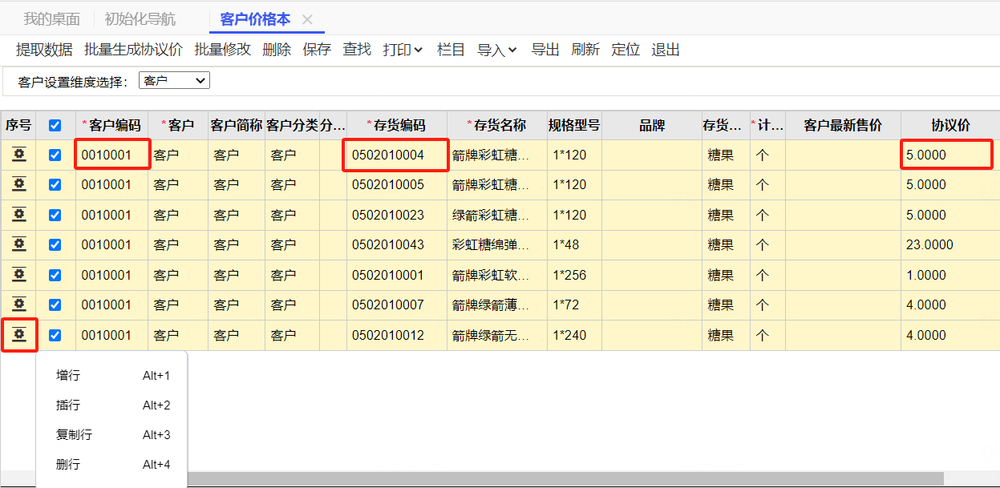 我的桌面 初始化导航 客户价格本
提取数据 批量生成协议价 批量修改 删除 保存 查找 打印 栏目 导入 导出 刷新 定位 退出
客户设置维度选择： 客户
序号 *客户编码 *客户 客户简称 客户分类 分... *存货编码 *存货名称 规格型号 品牌 存货... *计... 客户最新售价 协议价
0010001 客户 客户 客户 0502010004 箭牌彩虹糖... 1*120 糖果 个 5.0000
0010001 客户 客户 客户 0502010005 箭牌彩虹糖... 1*120 糖果 个 5.0000
0010001 客户 客户 客户 0502010023 绿箭彩虹糖... 1*120 糖果 个 5.0000
0010001 客户 客户 客户 0502010043 彩虹糖绵弹... 1*48 糖果 个 23.0000
0010001 客户 客户 客户 0502010001 箭牌彩虹软... 1*256 糖果 个 1.0000
0010001 客户 客户 客户 0502010007 箭牌绿箭薄... 1*72 糖果 个 4.0000
0010001 客户 客户 客户 0502010012 箭牌绿箭无... 1*240 糖果 个 4.0000
增行 Alt+1
插行 Alt+2
复制行 Alt+3
删行 Alt+4